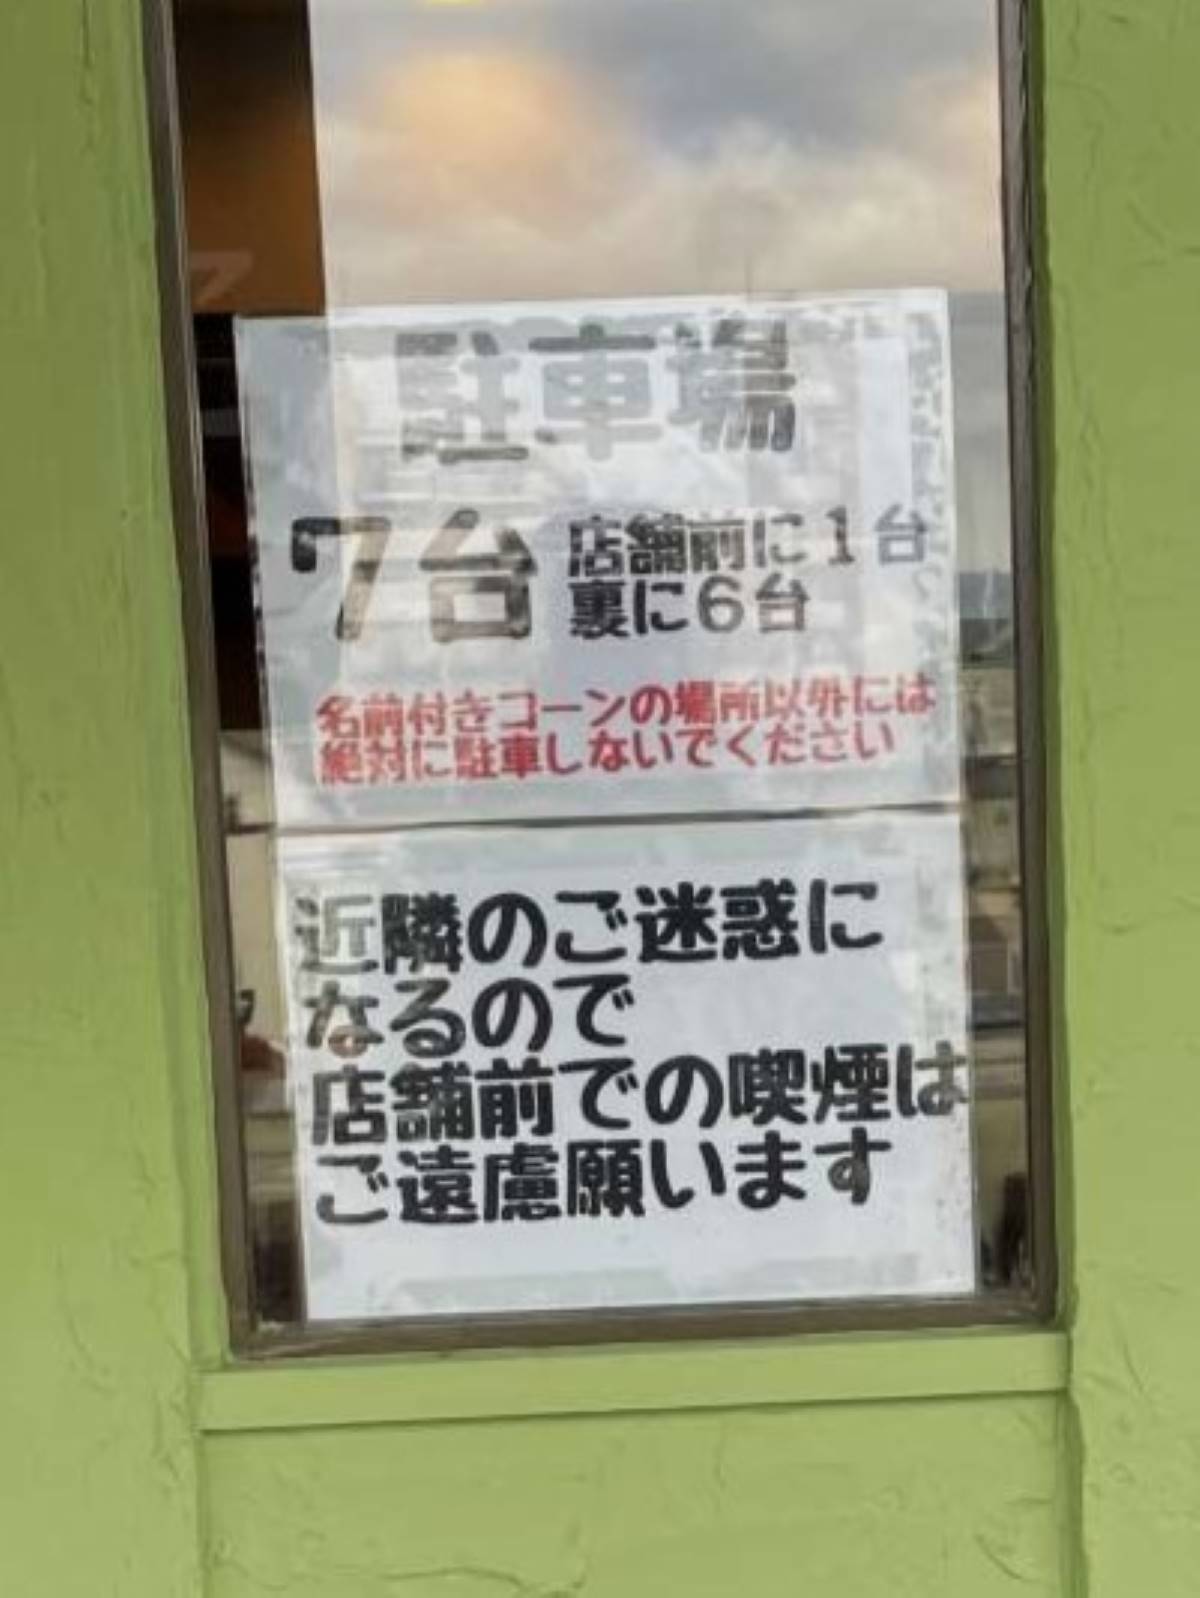 駐車場
7台
店舗前に1台
裏に6台
名前付きコーンの場所以外には
絶対に駐車しないでください
近隣のご迷惑に
なるので
店舗前での喫煙は
ご遠慮願います